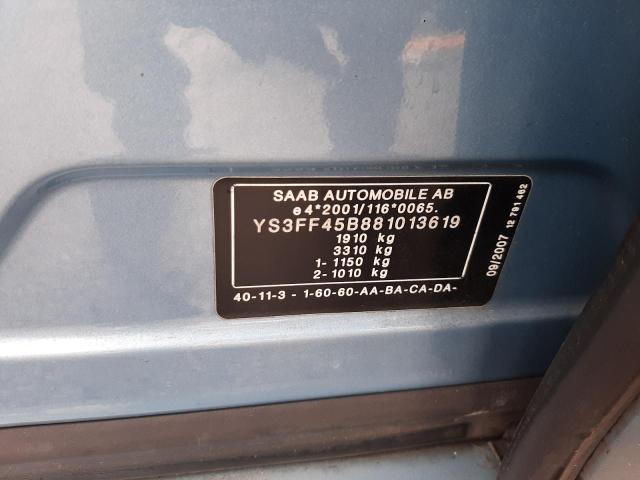 SAAB AUTOMOBILE AB
e4*2001/116*0065.
YS3FF45B881013619
1910 kg
3310 kg
1- 1150 kg
2- 1010 kg
40-11-3 - 1-60-60-AA-BA-CA-DA-
09/2007 12 791 462